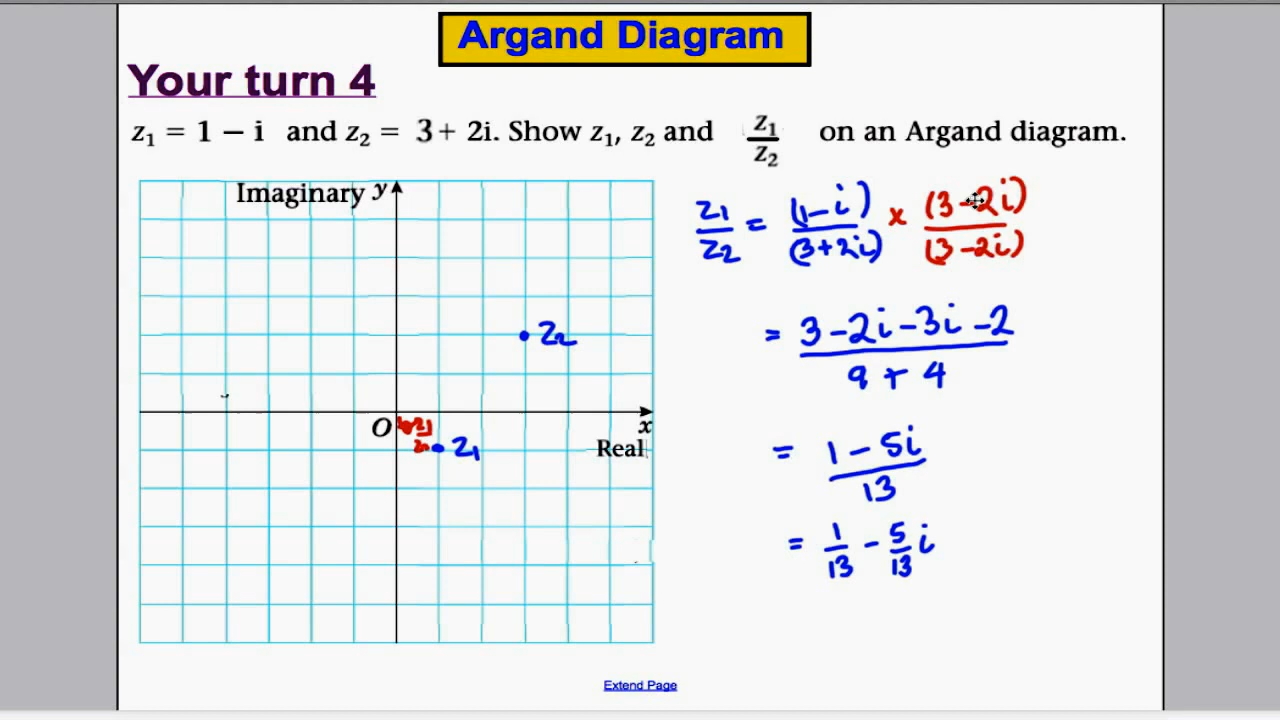 Argand Diagram
Your turn 4
z₁ = 1 − i and z₂ = 3 + 2i. Show z₁, z₂ and z₁/z₂ on an Argand diagram.
Imaginary y
z₁/z₂ = (1−i)/(3+2i) × (3−2i)/(3−2i)
= (3−2i−3i−2)/(9+4)
Z₂
O
x
Z₁
Real
= (1−5i)/13
= 1/13 − 5/13 i
Extend Page